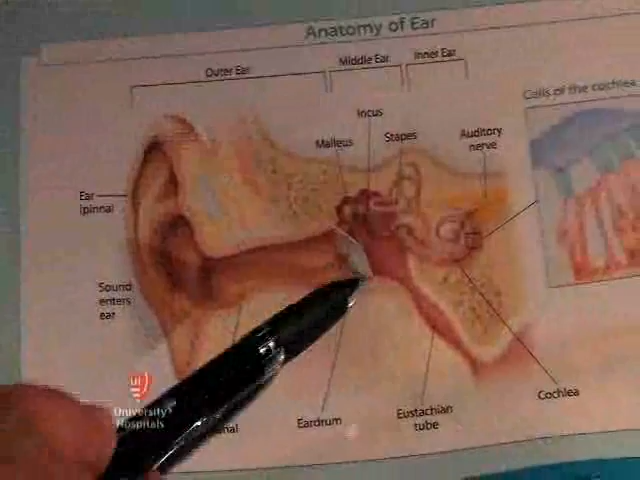 Anatomy of Ear
Outer Ear
Middle Ear
Inner Ear
Cells of the cochlea
Incus
Malleus
Stapes
Auditory
nerve
Ear
(pinna)
Sound
enters
ear
UH
University
Hospitals
Eardrum
Eustachian
tube
Cochlea